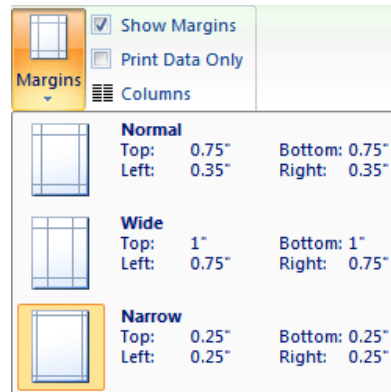 Show Margins
Print Data Only
Margins
Columns
Normal
Top: 0.75" Bottom: 0.75"
Left: 0.35" Right: 0.35"
Wide
Top: 1" Bottom: 1"
Left: 0.75" Right: 0.75"
Narrow
Top: 0.25" Bottom: 0.25"
Left: 0.25" Right: 0.25"